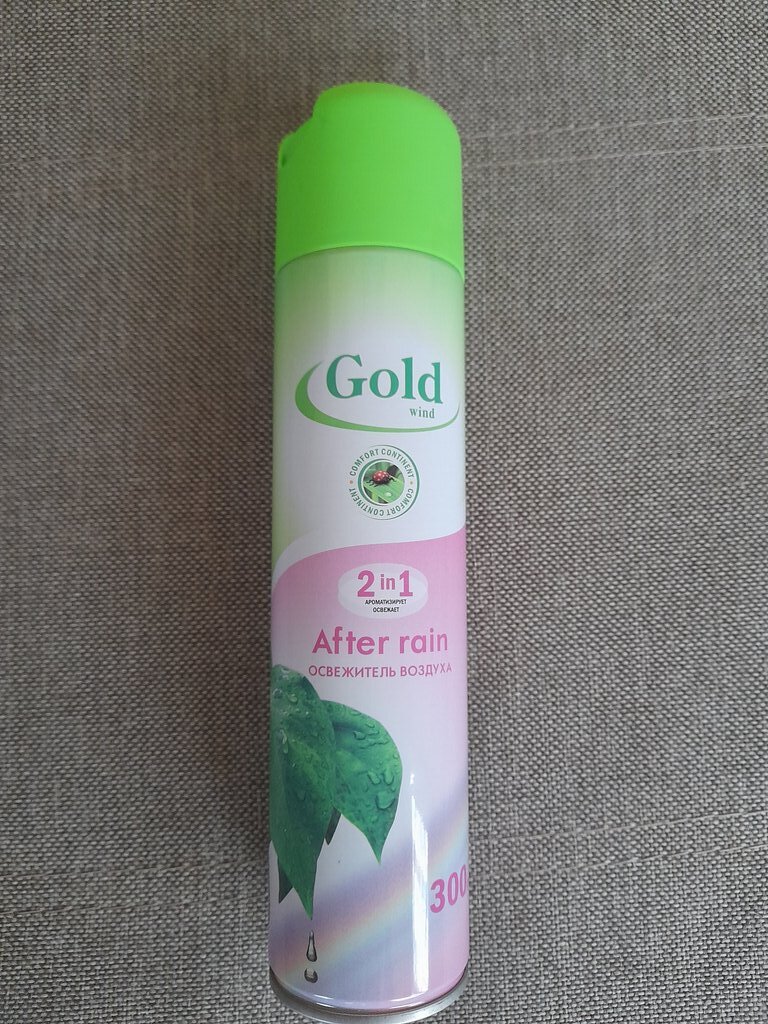 Gold
wind
COMFORT CONTINENT • COMFORT CONTINENT •
2 in 1
АРОМАТИЗИРУЕТ
ОСВЕЖАЕТ
After rain
ОСВЕЖИТЕЛЬ ВОЗДУХА
300